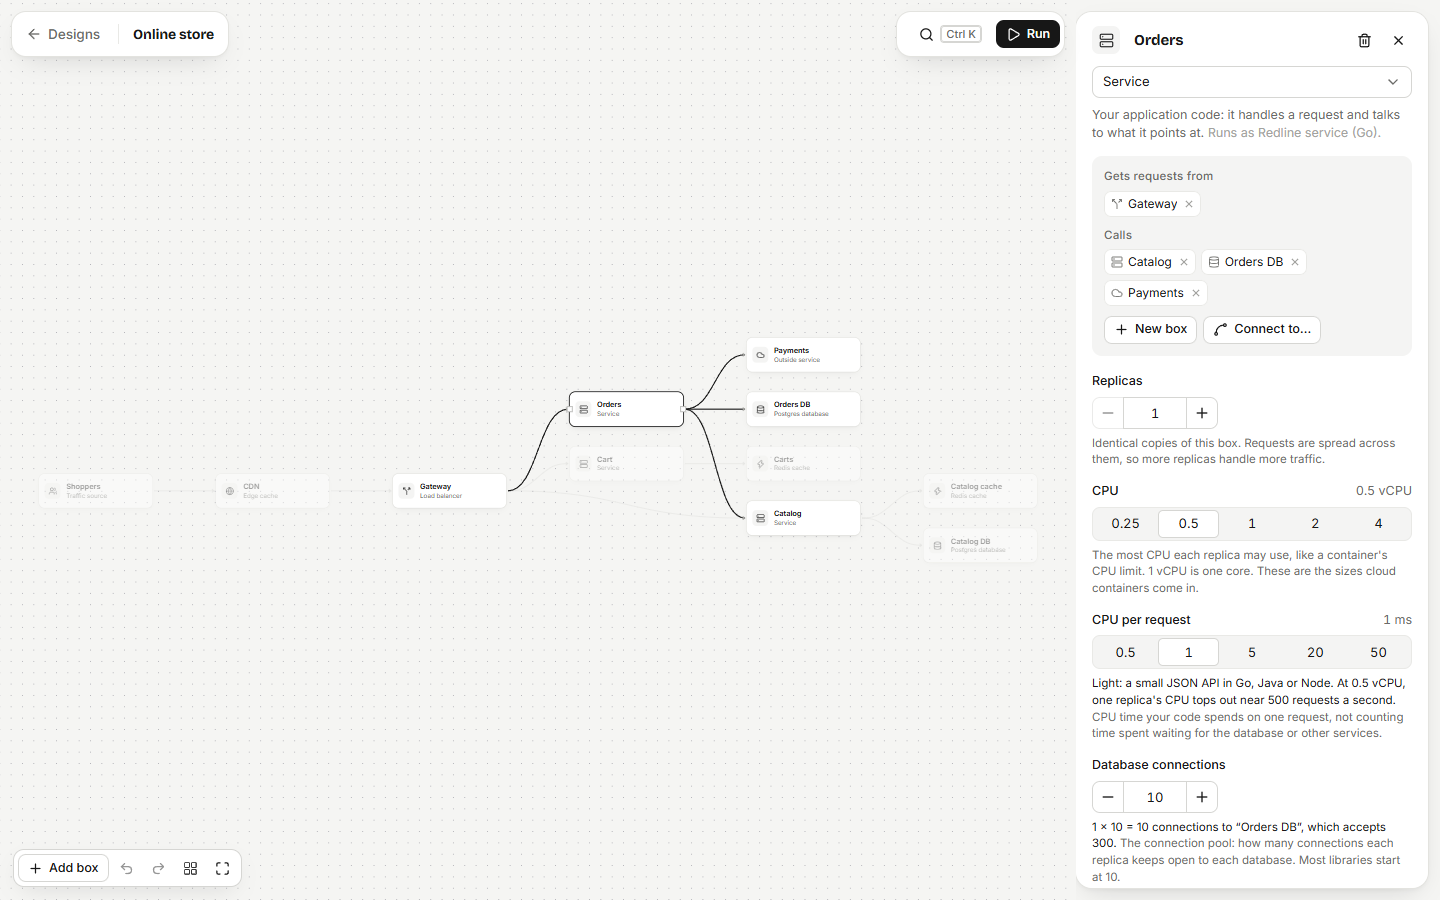 Designs
Online store
Ctrl K
Run
Shoppers
Traffic source
CDN
Edge cache
Gateway
Load balancer
Orders
Service
Cart
Service
Payments
Outside service
Orders DB
Postgres database
Carts
Redis cache
Catalog
Service
Catalog cache
Redis cache
Catalog DB
Postgres database
Add box
Orders
Service
Your application code: it handles a request and talks
to what it points at. Runs as Redline service (Go).
Gets requests from
Gateway
Calls
Catalog
Orders DB
Payments
New box
Connect to...
Replicas
1
Identical copies of this box. Requests are spread across
them, so more replicas handle more traffic.
CPU 0.5 vCPU
0.25 0.5 1 2 4
The most CPU each replica may use, like a container's
CPU limit. 1 vCPU is one core. These are the sizes cloud
containers come in.
CPU per request 1 ms
0.5 1 5 20 50
Light: a small JSON API in Go, Java or Node. At 0.5 vCPU,
one replica's CPU tops out near 500 requests a second.
CPU time your code spends on one request, not counting
time spent waiting for the database or other services.
Database connections
10
1 × 10 = 10 connections to “Orders DB”, which accepts
300. The connection pool: how many connections each
replica keeps open to each database. Most libraries start
at 10.